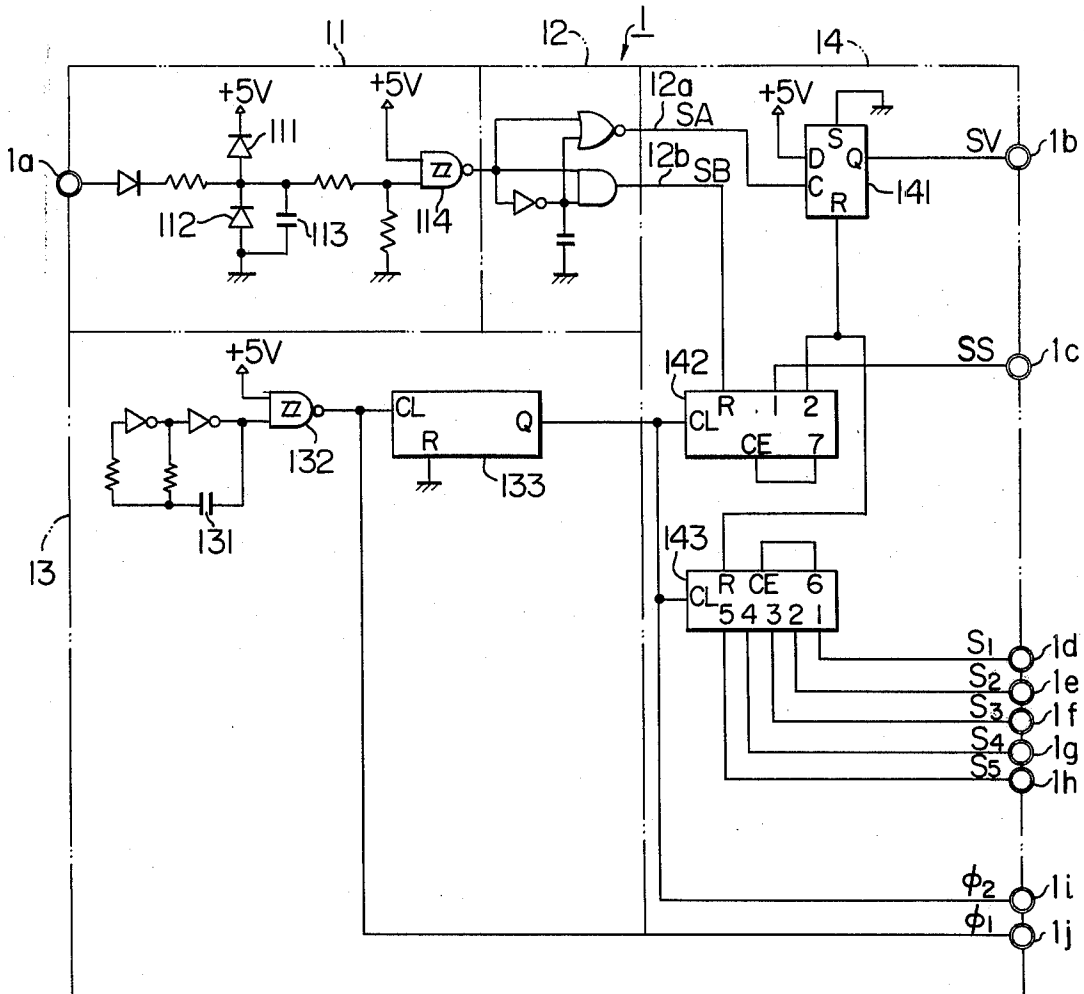 11
12
1
14
+5V
+5V
12a
SA
+5V
S
111
1a
D Q
SV
1b
12b
SB
C
141
R
112
113
114
+5V
142
SS
1c
R 1 2
CL
Q
CL
R
CE 7
132
133
131
13
143
R CE 6
CL
5 4 3 2 1
S1
1d
S2
1e
S3
1f
S4
1g
S5
1h
ϕ2
1i
ϕ1
1j